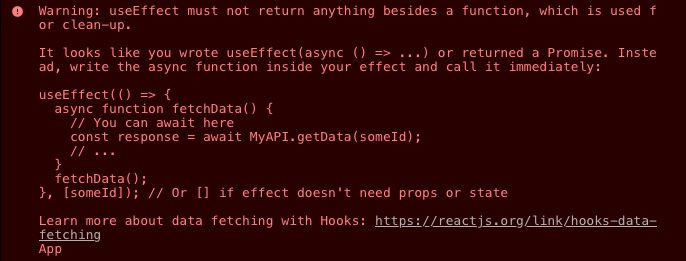 Warning: useEffect must not return anything besides a function, which is used f
or clean-up.
It looks like you wrote useEffect(async () => ...) or returned a Promise. Inste
ad, write the async function inside your effect and call it immediately:
useEffect(() => {
  async function fetchData() {
    // You can await here
    const response = await MyAPI.getData(someId);
    // ...
  }
  fetchData();
}, [someId]); // Or [] if effect doesn't need props or state
Learn more about data fetching with Hooks: https://reactjs.org/link/hooks-data-
fetching
App